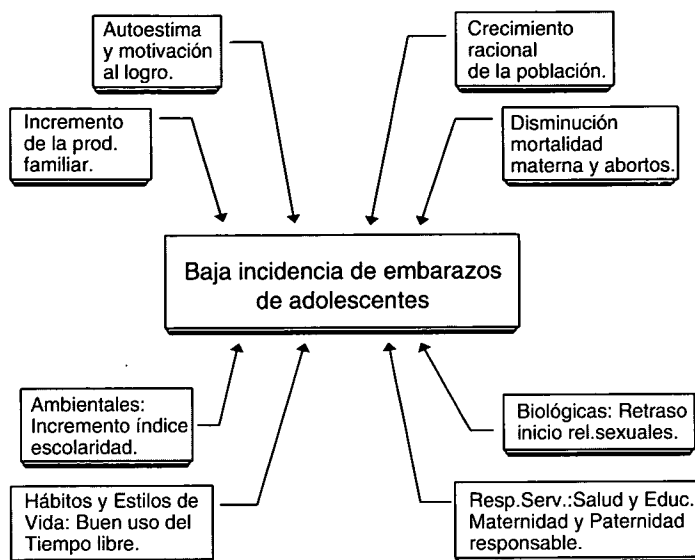 Autoestima
y motivación
al logro.
Crecimiento
racional
de la población.
Incremento
de la prod.
familiar.
Disminución
mortalidad
materna y abortos.
Baja incidencia de embarazos
de adolescentes
Ambientales:
Incremento índice
escolaridad.
Biológicas: Retraso
inicio rel.sexuales.
Hábitos y Estilos de
Vida: Buen uso del
Tiempo libre.
Resp.Serv.:Salud y Educ.
Maternidad y Paternidad
responsable.